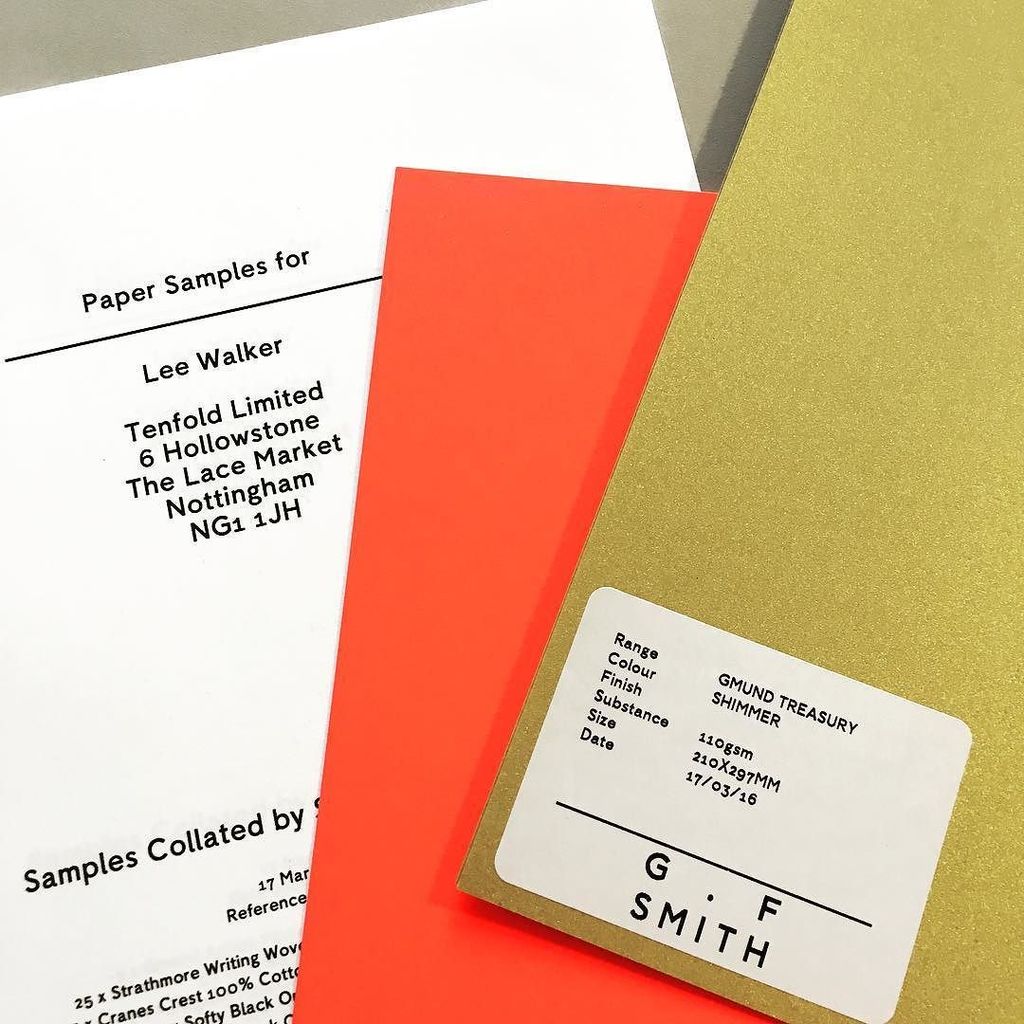 Paper Samples for
Lee Walker
Tenfold Limited
6 Hollowstone
The Lace Market
Nottingham
NG1 1JH
Samples Collated by
17 Mar
Reference
25 x Strathmore Writing Wove
x Cranes Crest 100% Cotto
Softy Black
Range GMUND TREASURY
Colour SHIMMER
Finish
Substance 110gsm
Size 210X297MM
Date 17/03/16
G . F
SMITH